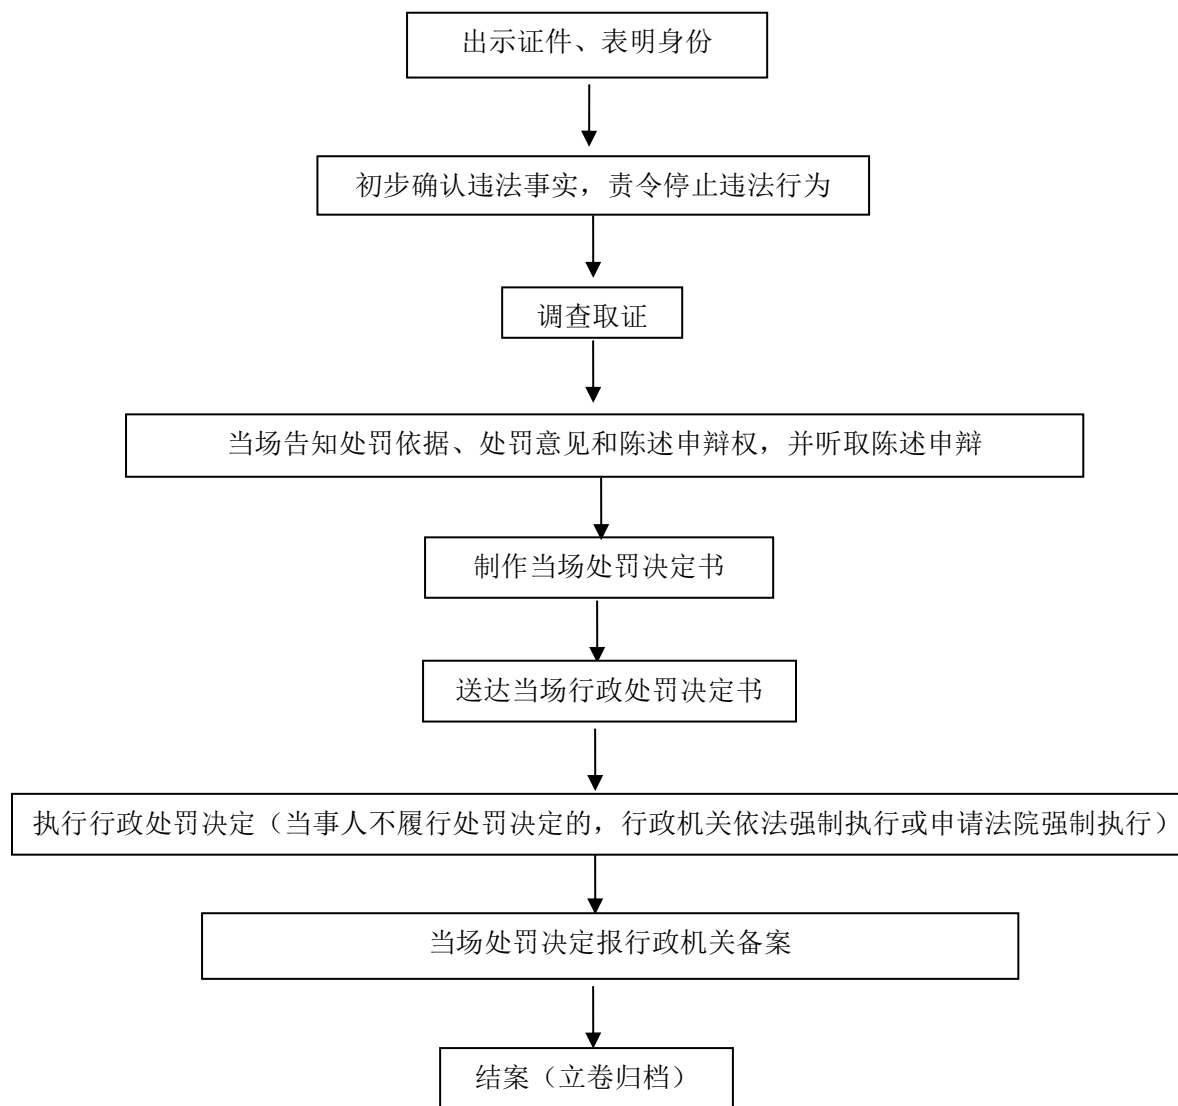 出示证件、表明身份
初步确认违法事实，责令停止违法行为
调查取证
当场告知处罚依据、处罚意见和陈述申辩权，并听取陈述申辩
制作当场处罚决定书
送达当场行政处罚决定书
执行行政处罚决定（当事人不履行处罚决定的，行政机关依法强制执行或申请法院强制执行）
当场处罚决定报行政机关备案
结案（立卷归档）